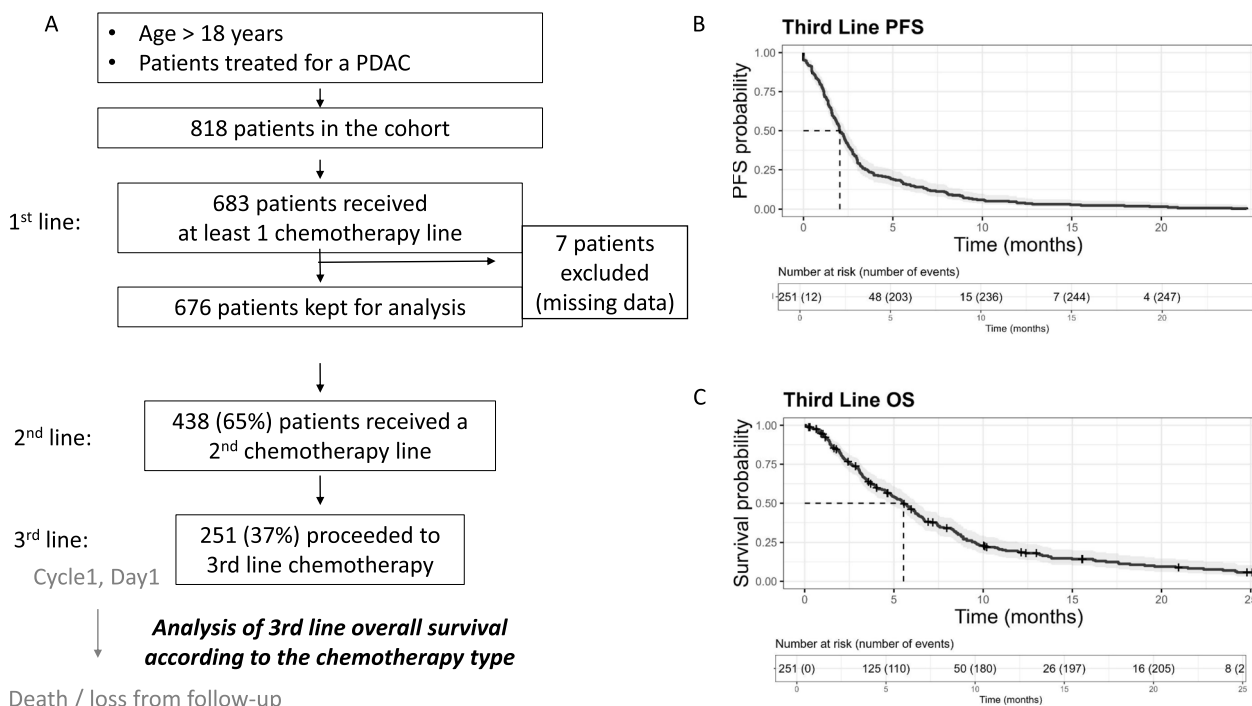 A
• Age > 18 years
• Patients treated for a PDAC
818 patients in the cohort
1st line:
683 patients received
at least 1 chemotherapy line
7 patients
excluded
(missing data)
676 patients kept for analysis
2nd line:
438 (65%) patients received a
2nd chemotherapy line
3rd line:
251 (37%) proceeded to
3rd line chemotherapy
Cycle1, Day1
Analysis of 3rd line overall survival
according to the chemotherapy type
Death / loss from follow-up
B
Third Line PFS
PFS probability
1.00
0.75
0.50
0.25
0.00
0 5 10 15 20
Time (months)
Number at risk (number of events)
251 (12) 48 (203) 15 (236) 7 (244) 4 (247)
0 5 10 15 20
Time (months)
C
Third Line OS
Survival probability
1.00
0.75
0.50
0.25
0.00
0 5 10 15 20 25
Time (months)
Number at risk (number of events)
251 (0) 125 (110) 50 (180) 26 (197) 16 (205) 8 (2
0 5 10 15 20 25
Time (months)